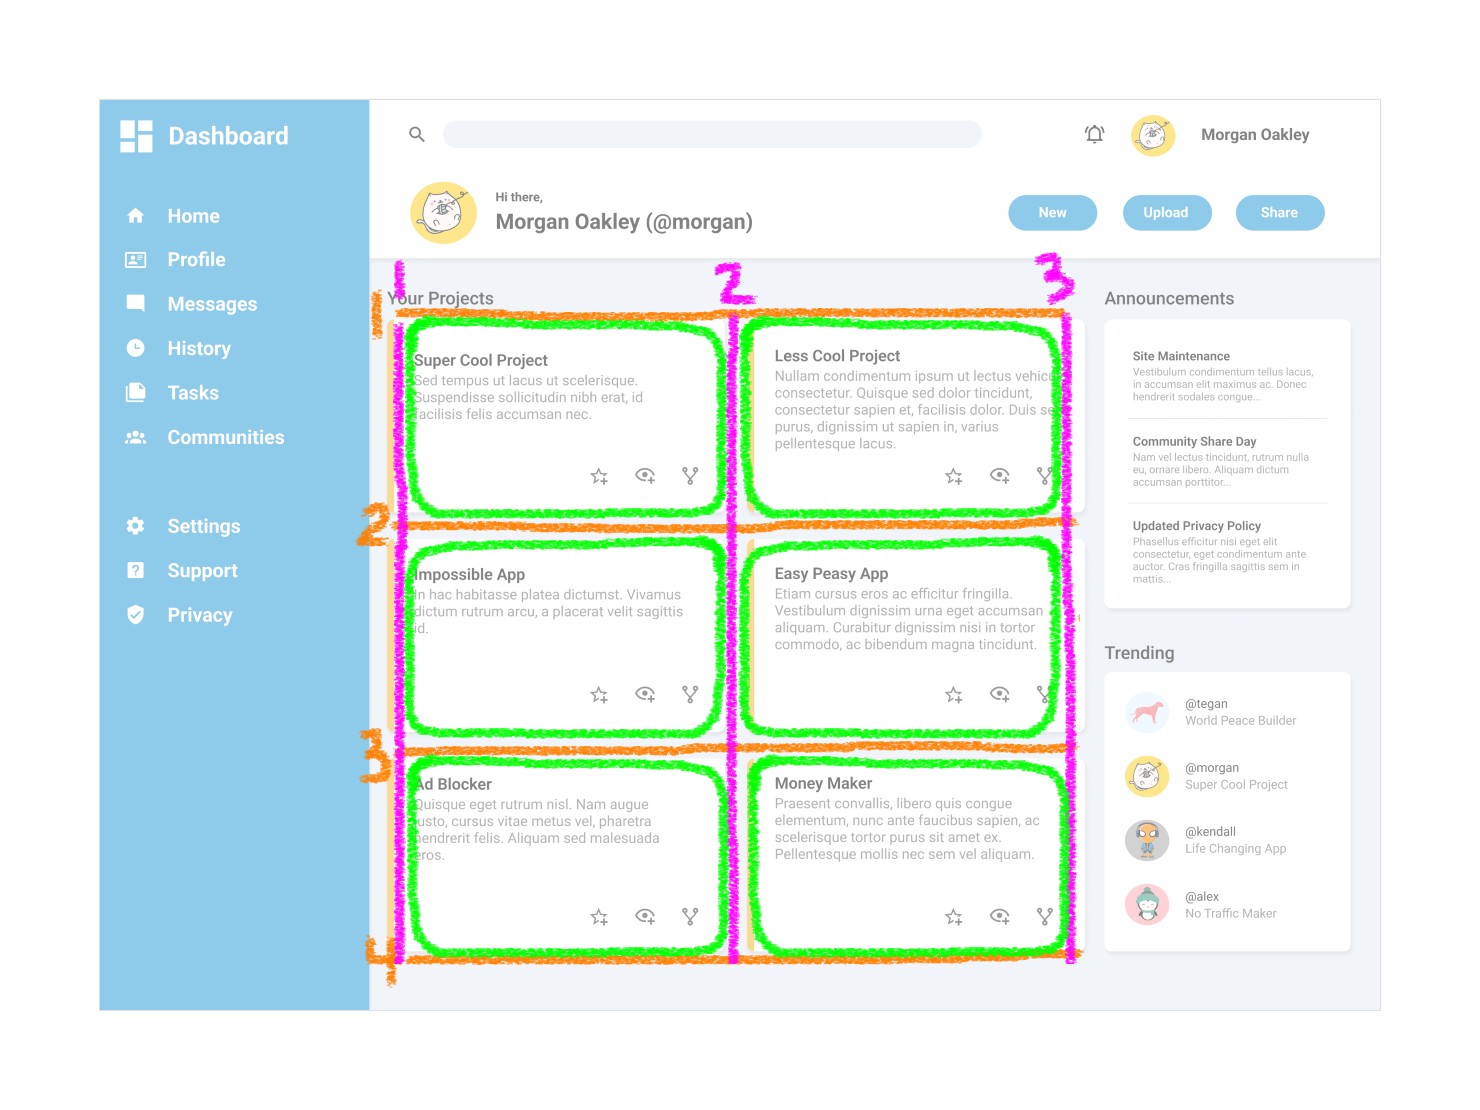 Dashboard
Home
Profile
Messages
History
Tasks
Communities
Settings
Support
Privacy
Morgan Oakley
Hi there,
Morgan Oakley (@morgan)
New
Upload
Share
1 2 3
Your Projects
1
Super Cool Project
Sed tempus ut lacus ut scelerisque.
Suspendisse sollicitudin nibh erat, id
facilisis felis accumsan nec.
Less Cool Project
Nullam condimentum ipsum ut lectus vehicu
consectetur. Quisque sed dolor tincidunt,
consectetur sapien et, facilisis dolor. Duis se
purus, dignissim ut sapien in, varius
pellentesque lacus.
2
Impossible App
In hac habitasse platea dictumst. Vivamus
dictum rutrum arcu, a placerat velit sagittis
id.
Easy Peasy App
Etiam cursus eros ac efficitur fringilla.
Vestibulum dignissim urna eget accumsan
aliquam. Curabitur dignissim nisi in tortor
commodo, ac bibendum magna tincidunt.
3
Ad Blocker
Quisque eget rutrum nisl. Nam augue
justo, cursus vitae metus vel, pharetra
hendrerit felis. Aliquam sed malesuada
eros.
Money Maker
Praesent convallis, libero quis congue
elementum, nunc ante faucibus sapien, ac
scelerisque tortor purus sit amet ex.
Pellentesque mollis nec sem vel aliquam.
4
Announcements
Site Maintenance
Vestibulum condimentum tellus lacus,
in accumsan elit maximus ac. Donec
hendrerit sodales congue...
Community Share Day
Nam vel lectus tincidunt, rutrum nulla
eu, ornare libero. Aliquam dictum
accumsan porttitor...
Updated Privacy Policy
Phasellus efficitur nisi eget elit
consectetur, eget condimentum ante
auctor. Cras fringilla sagittis sem in
mattis...
Trending
@tegan
World Peace Builder
@morgan
Super Cool Project
@kendall
Life Changing App
@alex
No Traffic Maker